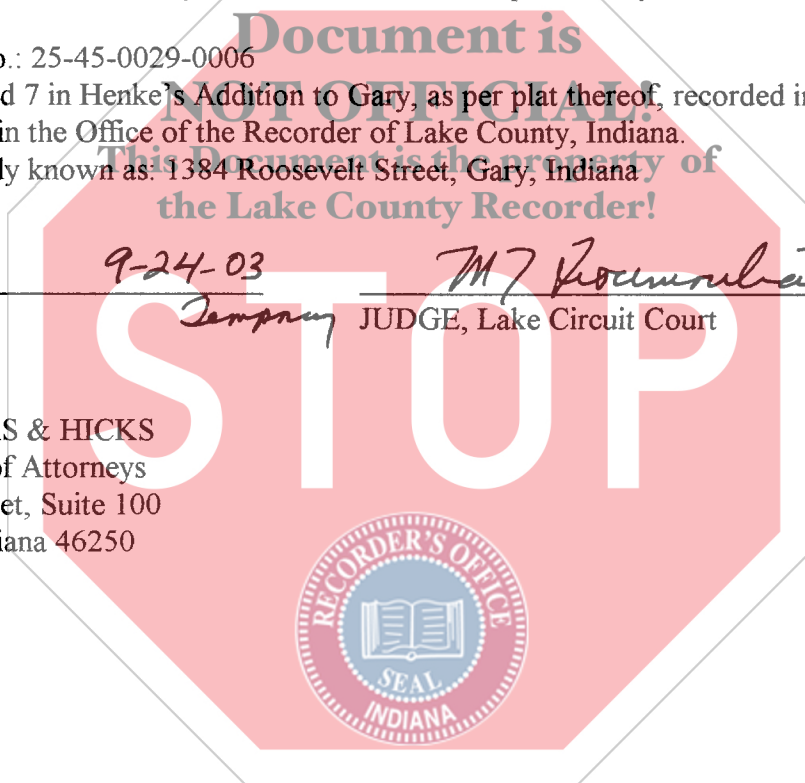 Document is
o.: 25-45-0029-0006
NOT OFFICIAL!
d 7 in Henke's Addition to Gary, as per plat thereof, recorded in
in the Office of the Recorder of Lake County, Indiana.
This Document is the property of
ly known as: 1384 Roosevelt Street, Gary, Indiana
the Lake County Recorder!
9-24-03
Temporary JUDGE, Lake Circuit Court
STOP
S & HICKS
of Attorneys
et, Suite 100
iana 46250
RECORDER'S OFFICE
SEAL
INDIANA